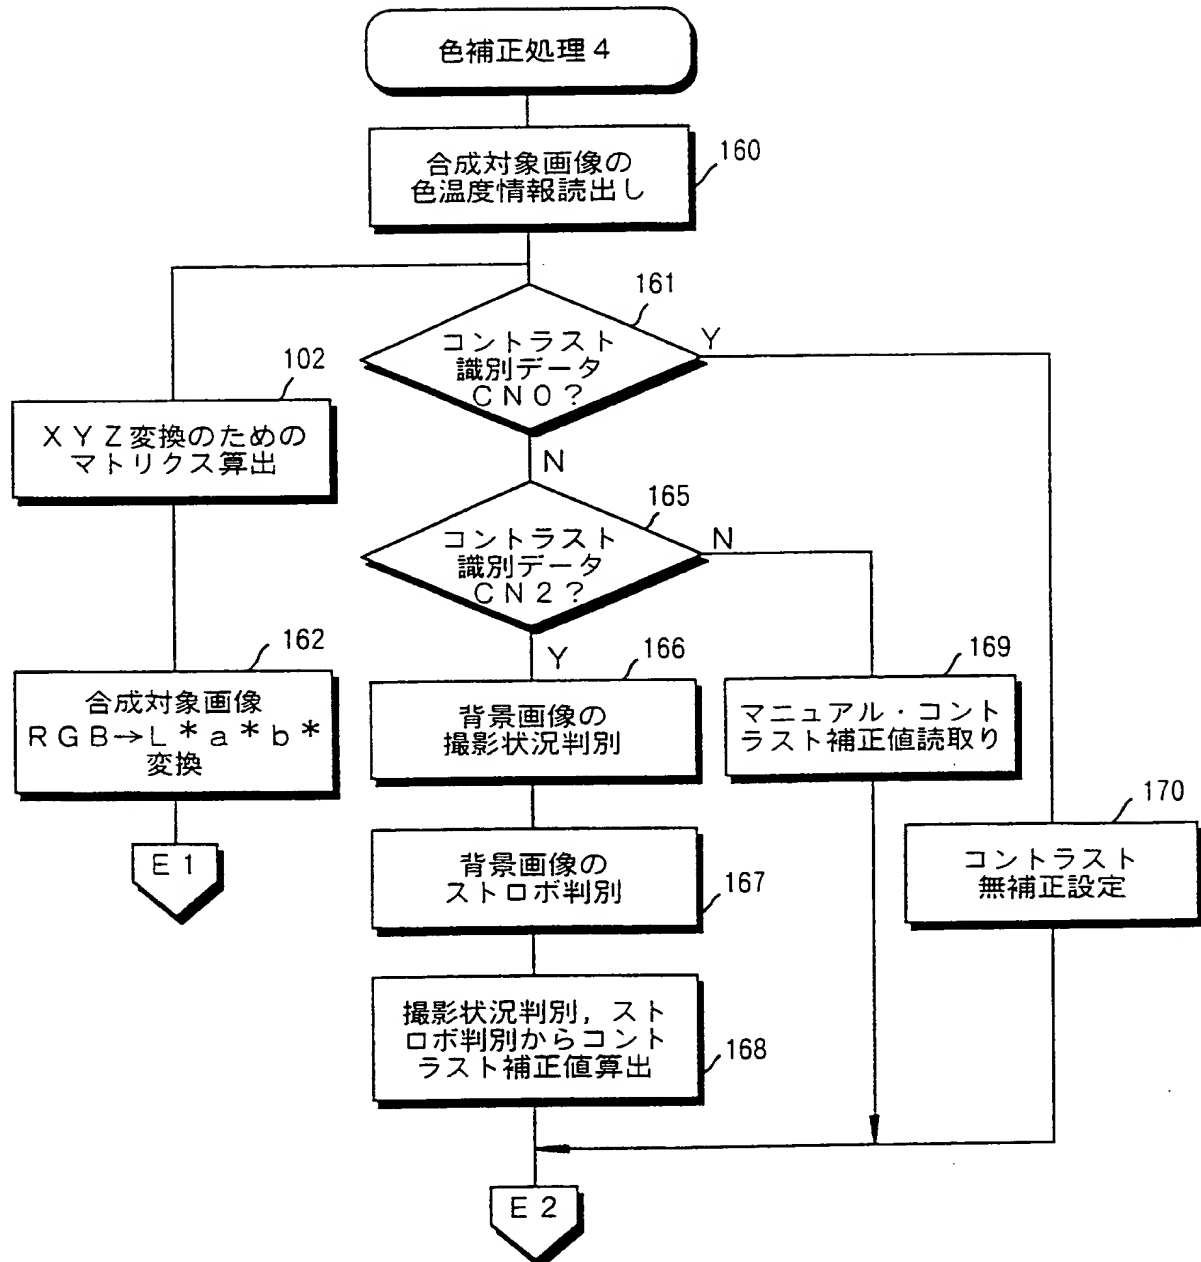 色補正処理4
合成対象画像の
色温度情報読出し
160
161
コントラスト
識別データ
CN0?
Y
N
102
XYZ変換のための
マトリクス算出
165
コントラスト
識別データ
CN2?
N
Y
162
合成対象画像
RGB→L*a*b*
変換
E1
166
背景画像の
撮影状況判別
169
マニュアル・コント
ラスト補正値読取り
170
コントラスト
無補正設定
背景画像の
ストロボ判別
167
撮影状況判別,スト
ロボ判別からコント
ラスト補正値算出
168
E2